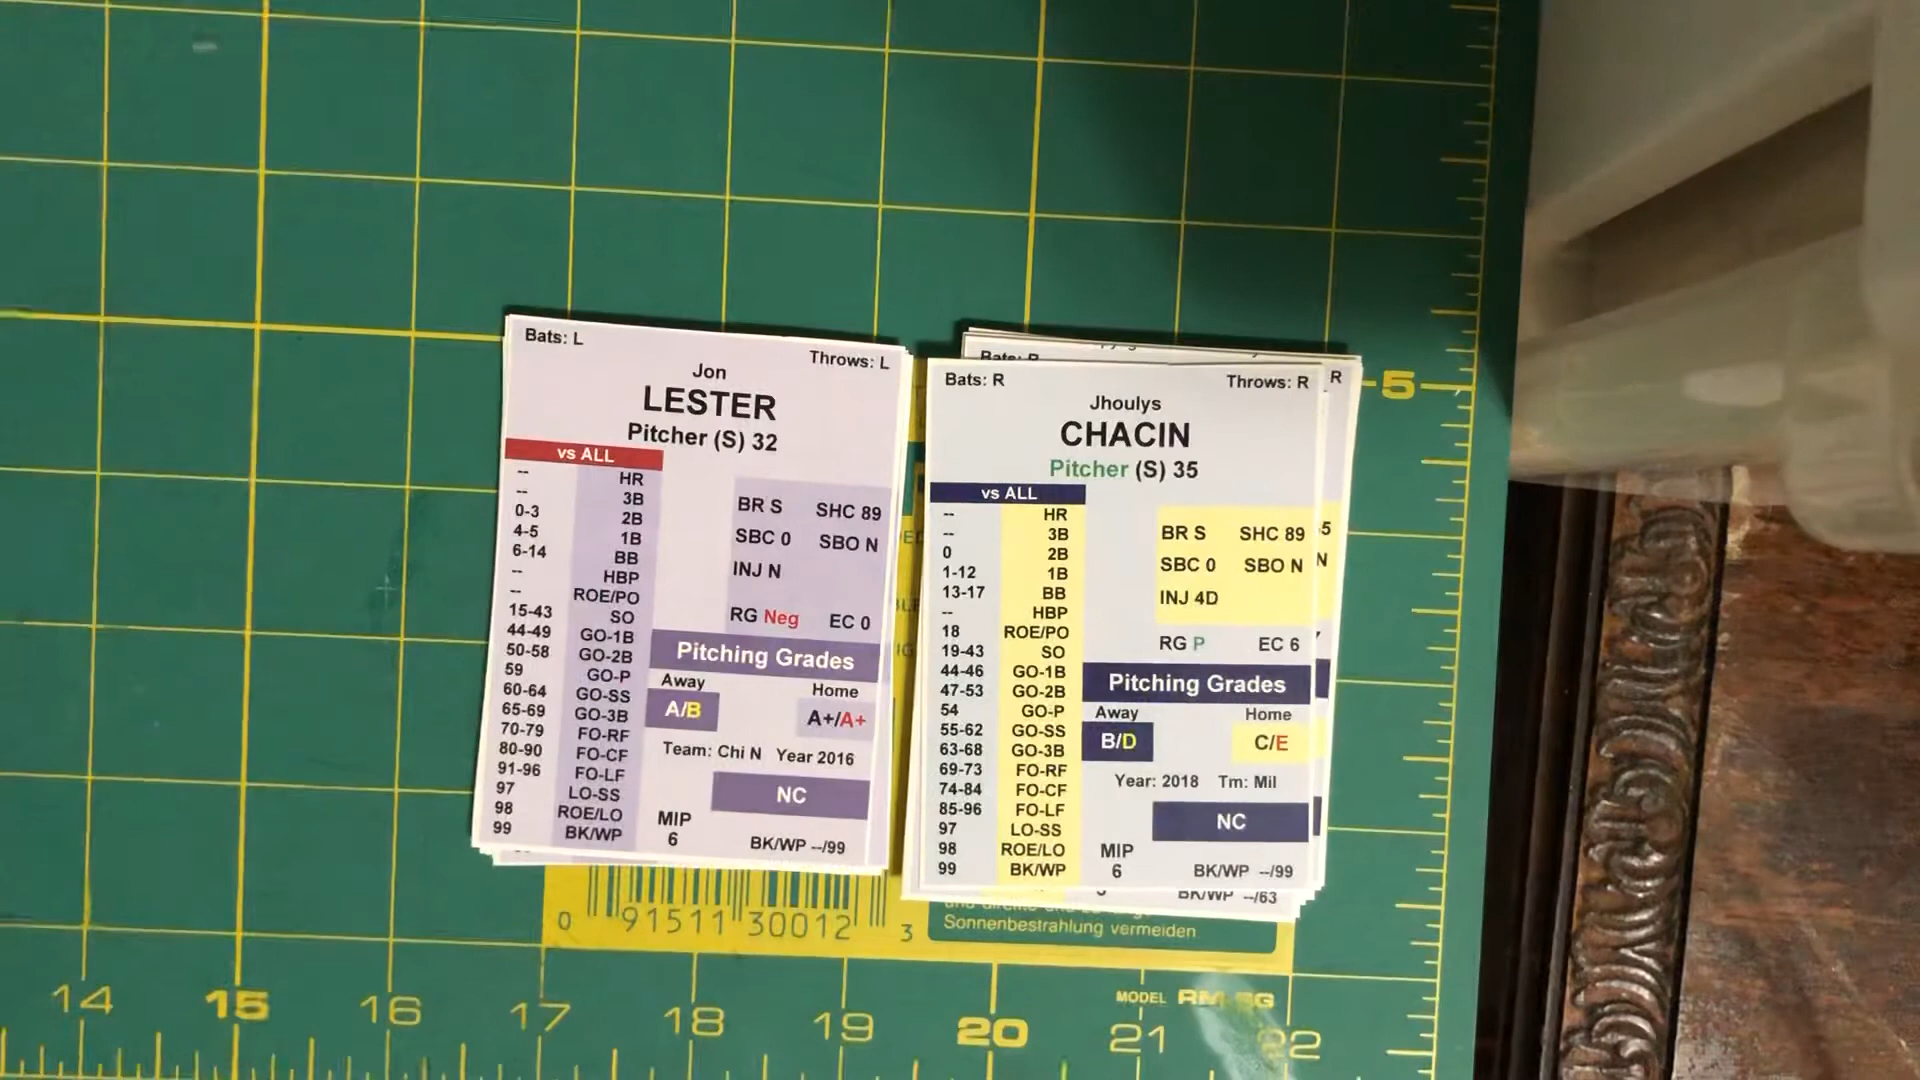 Bats: L
Throws: L
Jon
LESTER
Pitcher (S) 32
vs ALL
-- HR
-- 3B
0-3 2B
4-5 1B
6-14 BB
-- HBP
-- ROE/PO
15-43 SO
44-49 GO-1B
50-58 GO-2B
59 GO-P
60-64 GO-SS
65-69 GO-3B
70-79 FO-RF
80-90 FO-CF
91-96 FO-LF
97 LO-SS
98 ROE/LO
99 BK/WP
BR S SHC 89
SBC 0 SBO N
INJ N
RG Neg EC 0
Pitching Grades
Away Home
A/B A+/A+
Team: Chi N Year 2016
NC
MIP
6
BK/WP --/99
Bats: R
R
Bats: R
Throws: R
Jhoulys
CHACIN
Pitcher (S) 35
vs ALL
-- HR
-- 3B
0 2B
1-12 1B
13-17 BB
-- HBP
18 ROE/PO
19-43 SO
44-46 GO-1B
47-53 GO-2B
54 GO-P
55-62 GO-SS
63-68 GO-3B
69-73 FO-RF
74-84 FO-CF
85-96 FO-LF
97 LO-SS
98 ROE/LO
99 BK/WP
BR S SHC 89
SBC 0 SBO N
INJ 4D
RG P EC 6
Pitching Grades
Away Home
B/D C/E
Year: 2018 Tm: Mil
NC
MIP
6
BK/WP --/99
5
N
BK/WP --/63
5
0 91511 30012 3
Sonnenbestrahlung vermeiden
MODEL RM-SG
14 15 16 17 18 19 20 21 22